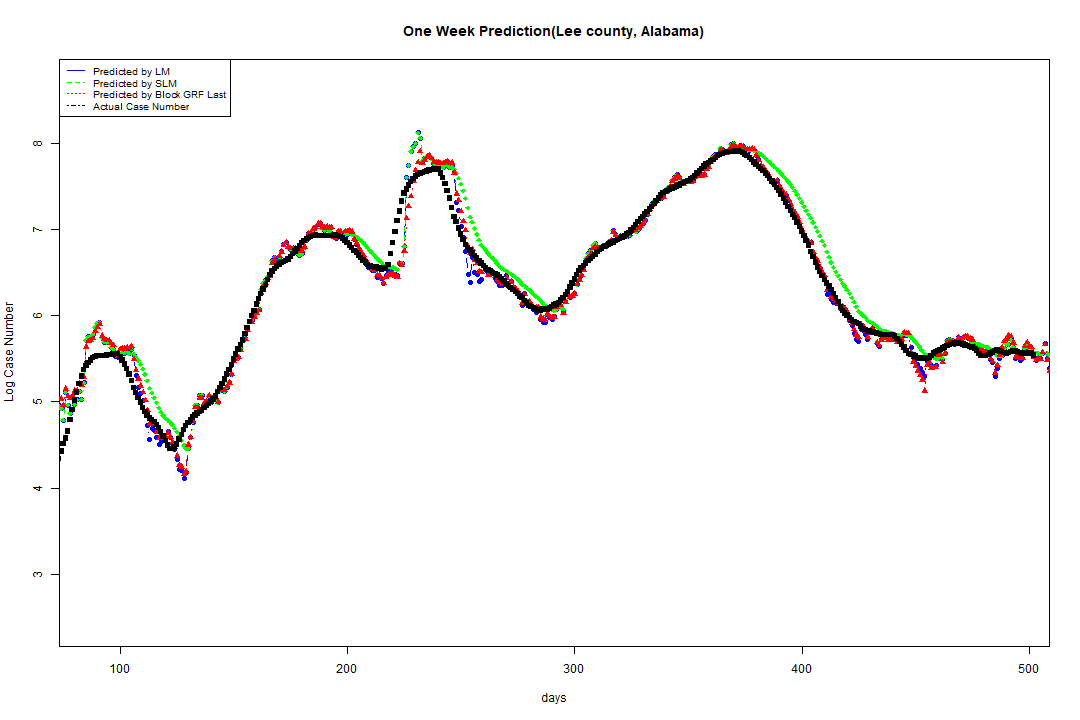 One Week Prediction(Lee county, Alabama)
Predicted by LM
Predicted by SLM
Predicted by Block GRF Last
Actual Case Number
8
7
6
5
4
3
Log Case Number
100 200 300 400 500
days